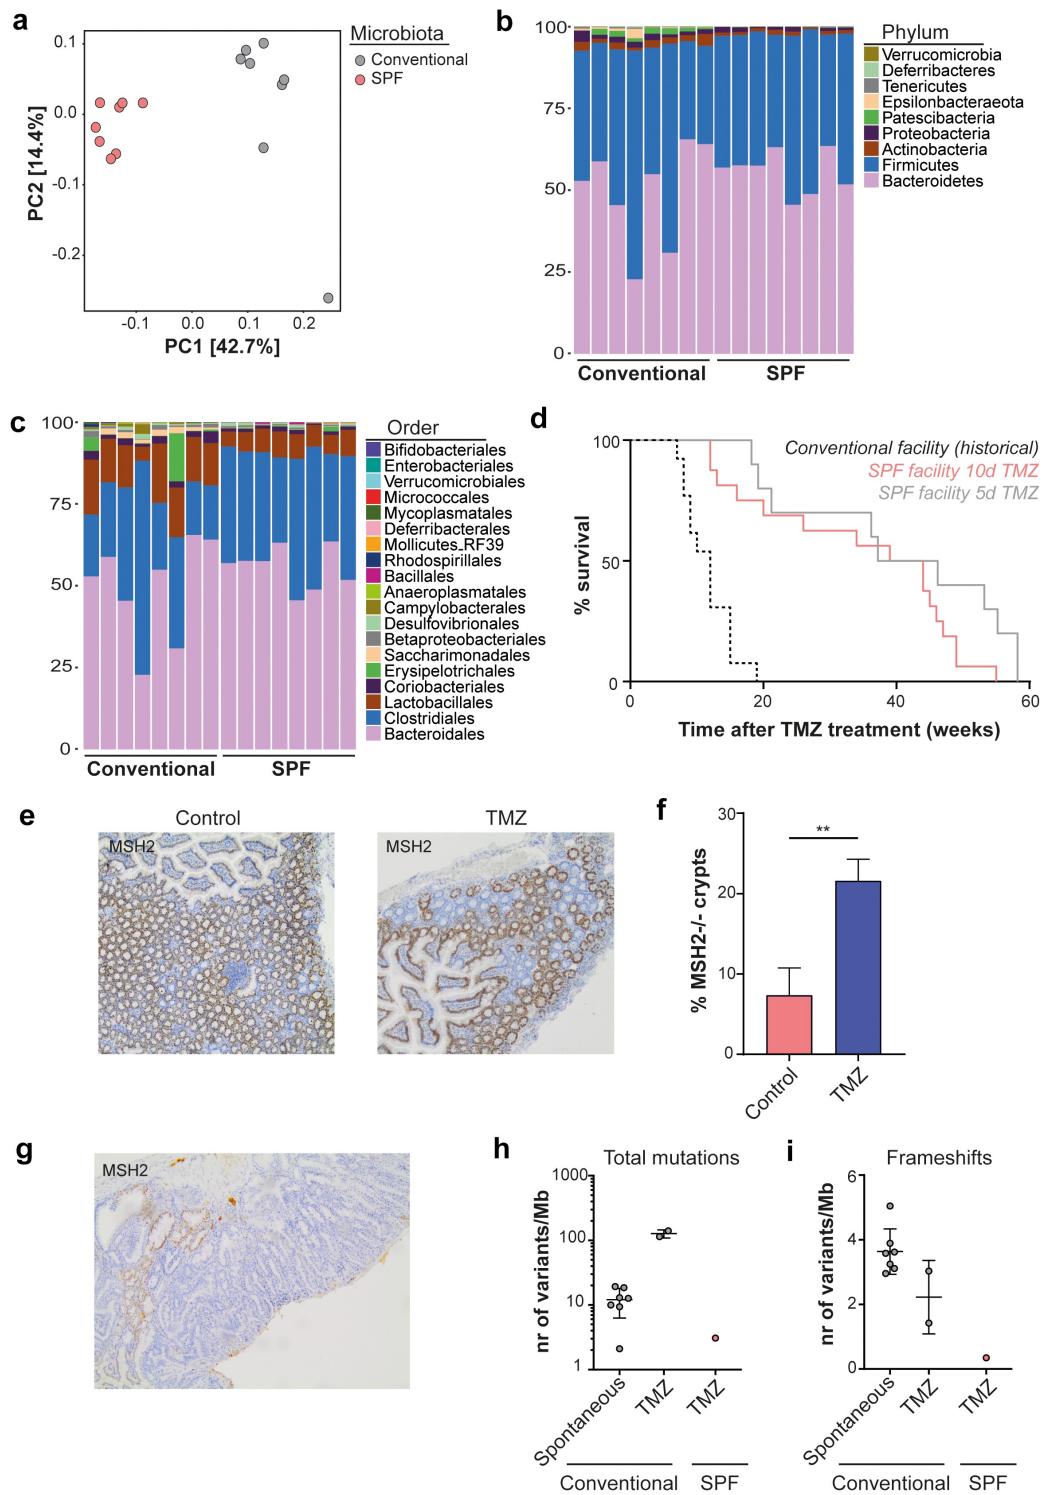 a
Microbiota
Conventional
SPF
0.1
0.0
-0.1
-0.2
PC2 [14.4%]
-0.1
0.0
0.1
0.2
PC1 [42.7%]
b
100
75
50
25
0
Conventional
SPF
Phylum
Verrucomicrobia
Deferribacteres
Tenericutes
Epsilonbacteraeota
Patescibacteria
Proteobacteria
Actinobacteria
Firmicutes
Bacteroidetes
c
100
75
50
25
0
Conventional
SPF
Order
Bifidobacteriales
Enterobacteriales
Verrucomicrobiales
Micrococcales
Mycoplasmatales
Deferribacterales
Mollicutes_RF39
Rhodospirillales
Bacillales
Anaeroplasmatales
Campylobacterales
Desulfovibrionales
Betaproteobacteriales
Saccharimonadales
Erysipelotrichales
Coriobacteriales
Lactobacillales
Clostridiales
Bacteroidales
d
100
50
0
% survival
Conventional facility (historical)
SPF facility 10d TMZ
SPF facility 5d TMZ
0
20
40
60
Time after TMZ treatment (weeks)
e
Control
MSH2
TMZ
MSH2
f
30
20
10
0
% MSH2-/- crypts
**
Control
TMZ
g
MSH2
h
Total mutations
1000
100
10
1
nr of variants/Mb
Spontaneous
TMZ
TMZ
Conventional
SPF
i
Frameshifts
6
4
2
0
nr of variants/Mb
Spontaneous
TMZ
TMZ
Conventional
SPF